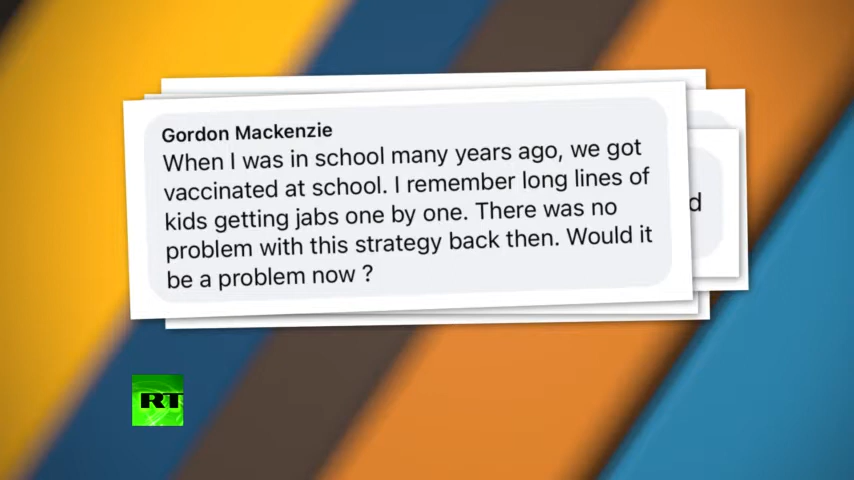 Gordon Mackenzie
When I was in school many years ago, we got
vaccinated at school. I remember long lines of
kids getting jabs one by one. There was no
problem with this strategy back then. Would it
be a problem now ?
d
RT